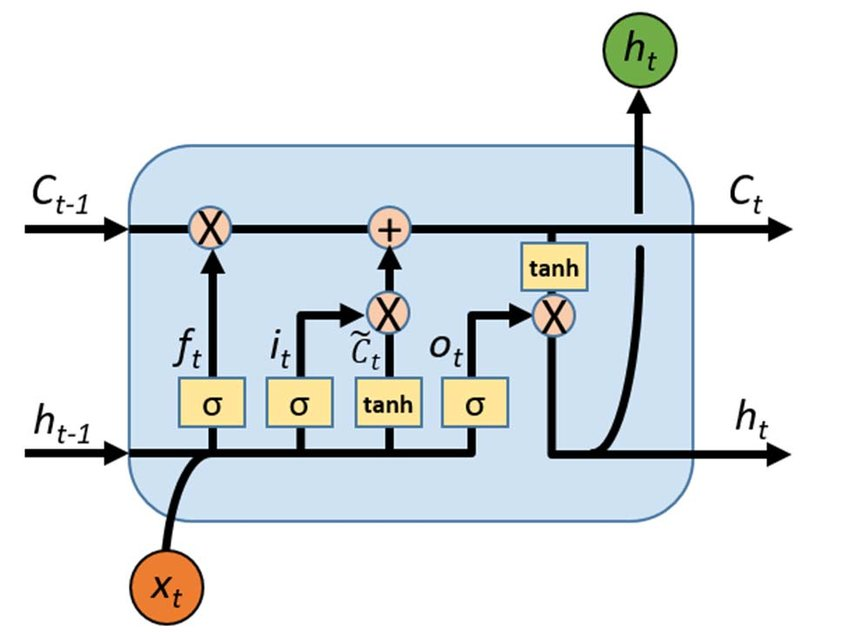 h_t
C_{t-1}
X
+
C_t
tanh
X
X
f_t
i_t
C̃_t
o_t
σ
σ
tanh
σ
h_{t-1}
h_t
x_t